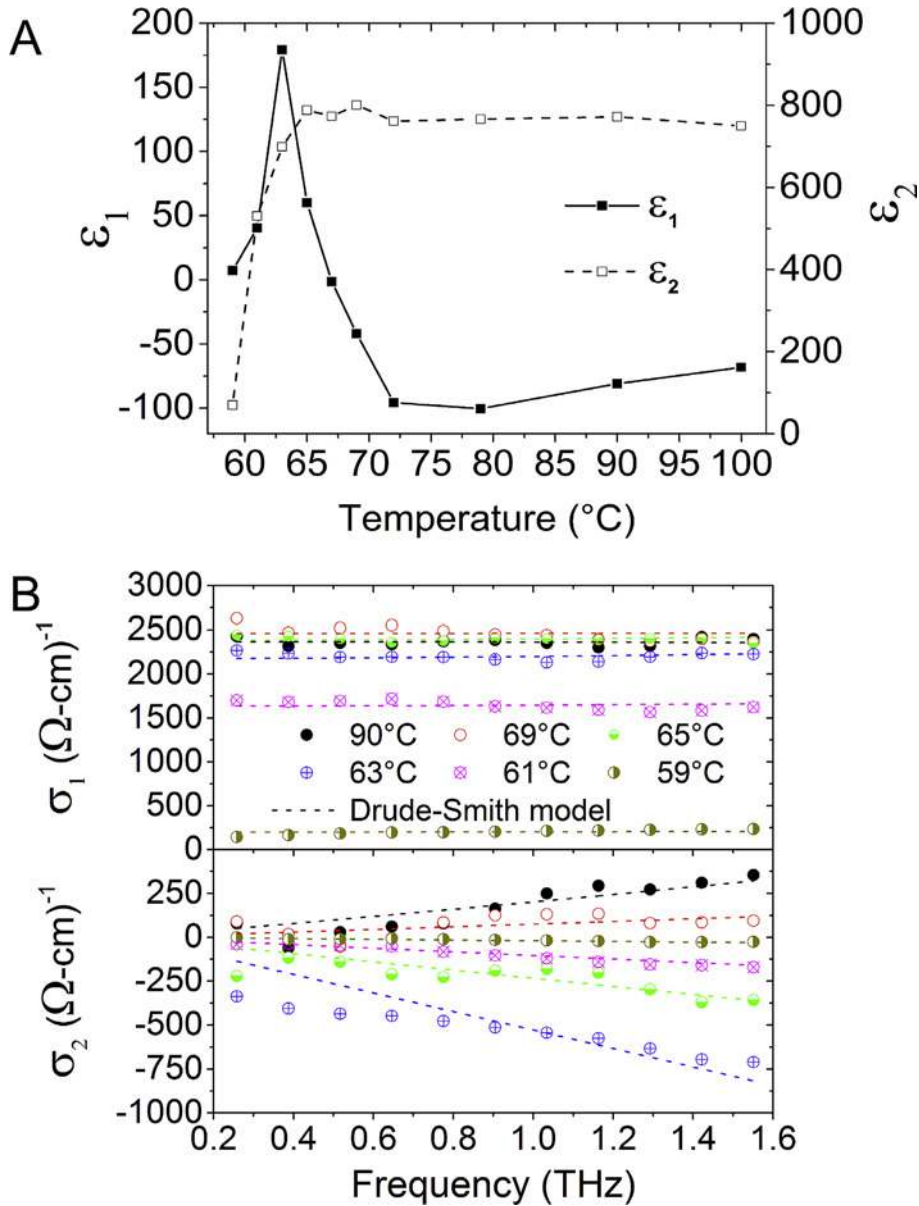 A
200
150
100
50
0
-50
-100
ε1
1000
800
600
400
200
0
ε2
ε1
ε2
60 65 70 75 80 85 90 95 100
Temperature (°C)
B
3000
2500
2000
1500
1000
500
0
σ1 (Ω-cm)-1
90°C 69°C 65°C
63°C 61°C 59°C
Drude-Smith model
250
0
-250
-500
-750
-1000
σ2 (Ω-cm)-1
0.2 0.4 0.6 0.8 1.0 1.2 1.4 1.6
Frequency (THz)